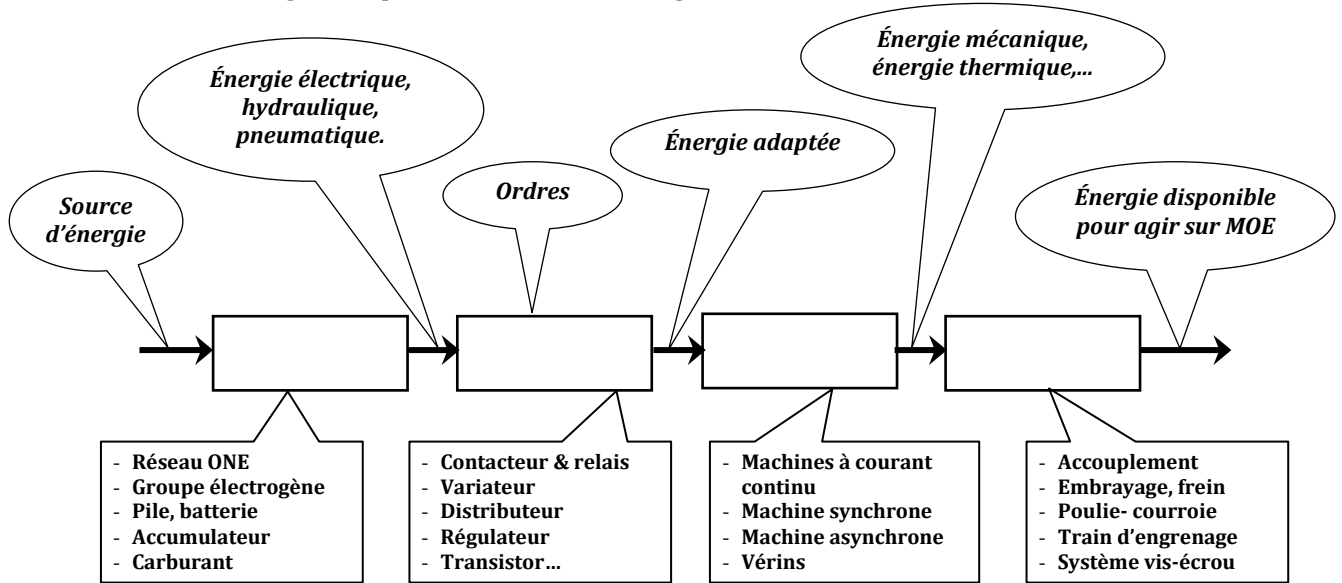 Énergie mécanique,
énergie thermique,...
Énergie électrique,
hydraulique,
pneumatique.
Énergie adaptée
Ordres
Source
d'énergie
Énergie disponible
pour agir sur MOE
- Réseau ONE
- Groupe électrogène
- Pile, batterie
- Accumulateur
- Carburant
- Contacteur & relais
- Variateur
- Distributeur
- Régulateur
- Transistor...
- Machines à courant
continu
- Machine synchrone
- Machine asynchrone
- Vérins
- Accouplement
- Embrayage, frein
- Poulie- courroie
- Train d'engrenage
- Système vis-écrou